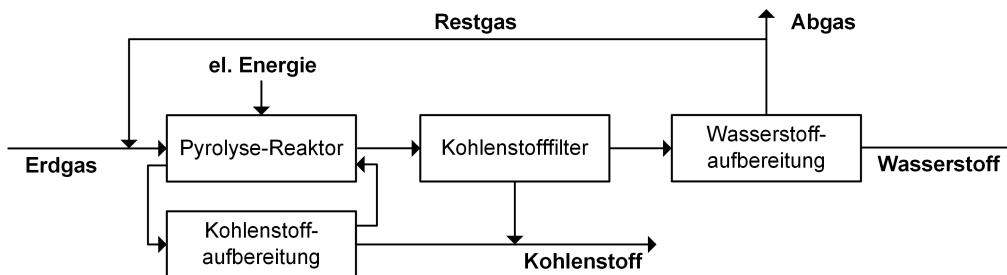 Restgas
Abgas
el. Energie
Erdgas
Pyrolyse-Reaktor
Kohlenstofffilter
Wasserstoff-
aufbereitung
Wasserstoff
Kohlenstoff-
aufbereitung
Kohlenstoff